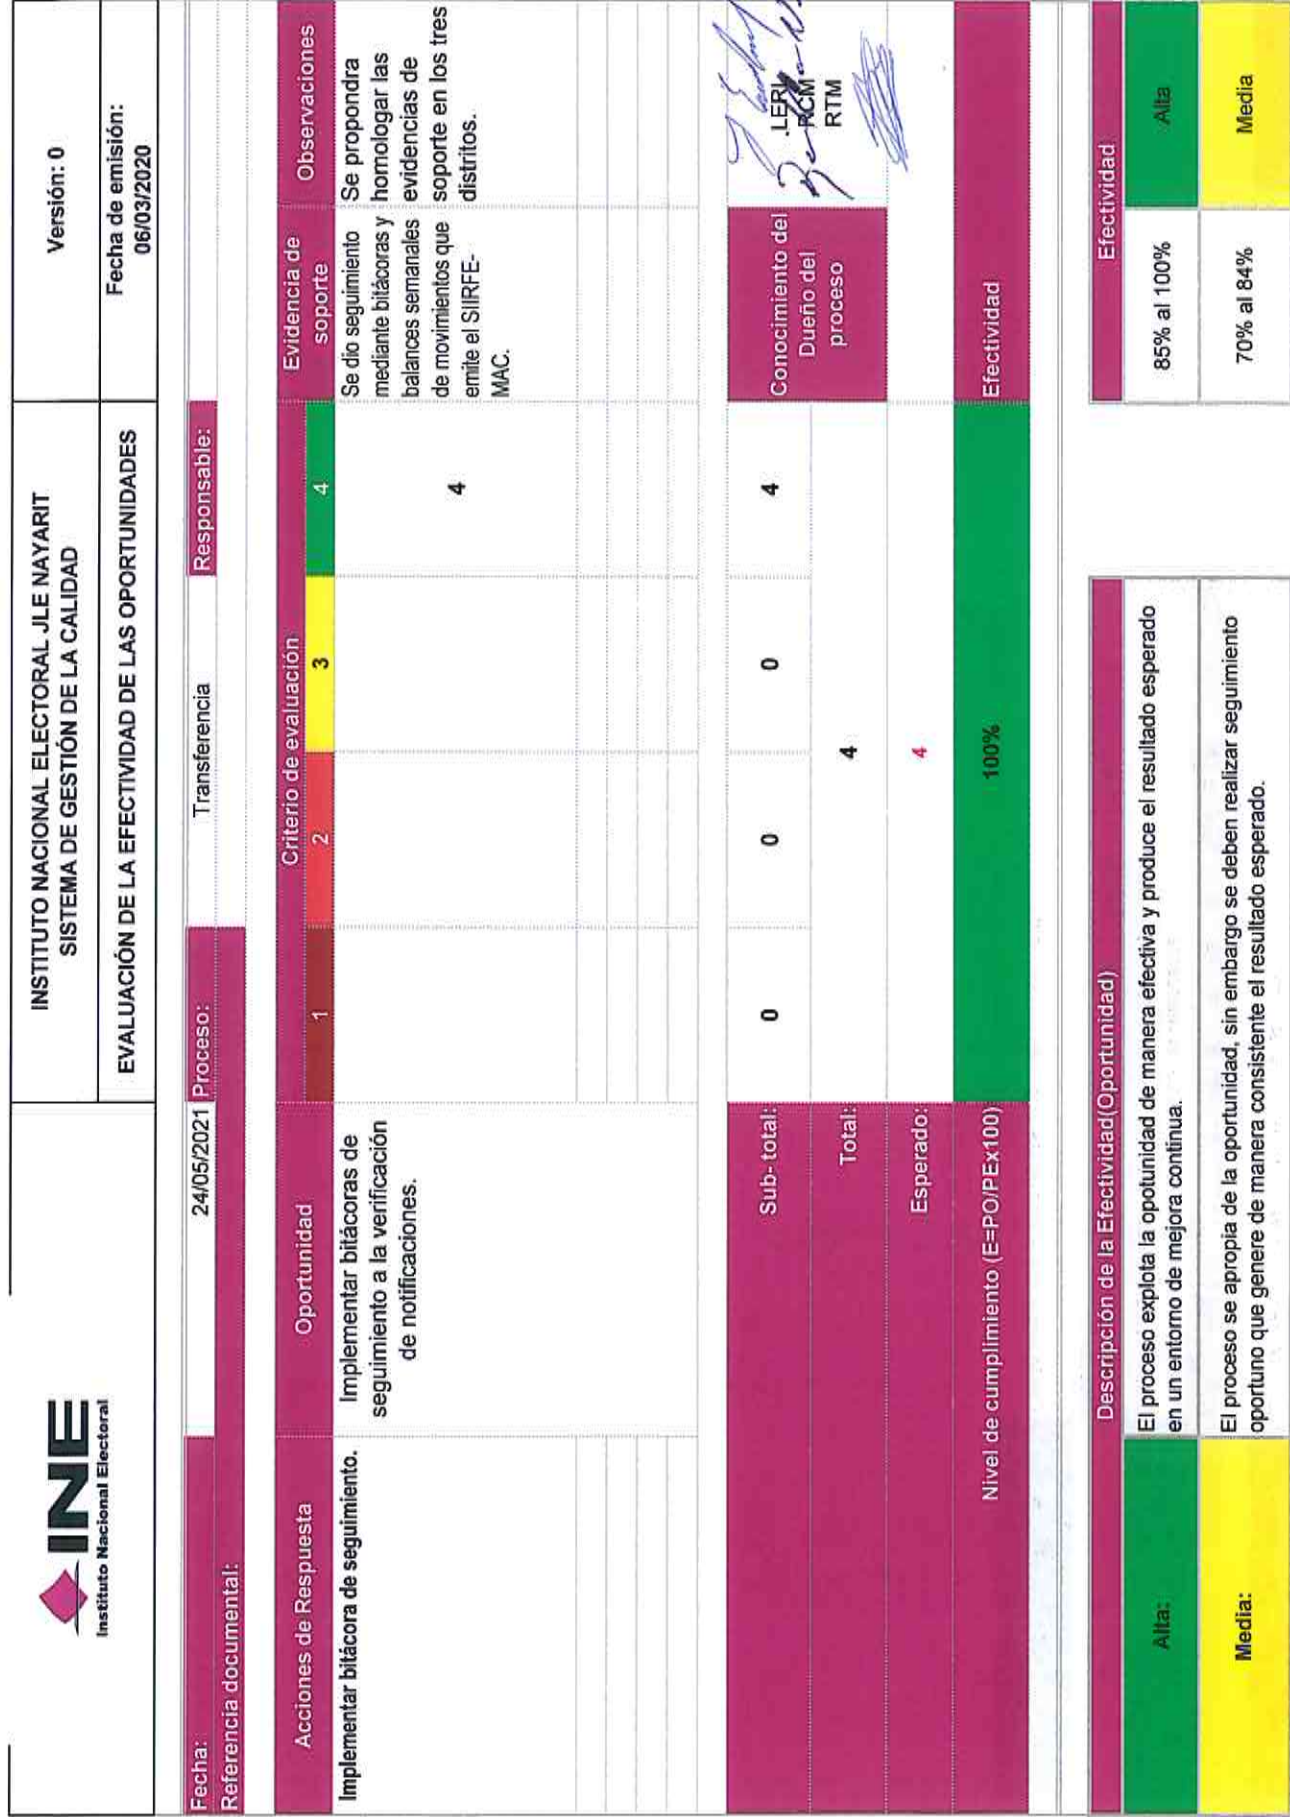 INE
Instituto Nacional Electoral
INSTITUTO NACIONAL ELECTORAL JLE NAYARIT
SISTEMA DE GESTIÓN DE LA CALIDAD
Versión: 0
EVALUACIÓN DE LA EFECTIVIDAD DE LAS OPORTUNIDADES
Fecha de emisión:
06/03/2020
Fecha: 24/05/2021 Proceso: Transferencia Responsable:
Referencia documental:
Acciones de Respuesta
Oportunidad
Criterio de evaluación
1 2 3 4
Evidencia de
soporte
Observaciones
Implementar bitácora de seguimiento.
Implementar bitácoras de
seguimiento a la verificación
de notificaciones.
4
Se dio seguimiento
mediante bitácoras y
balances semanales
de movimientos que
emite el SIIRFE-
MAC.
Se propondra
homologar las
evidencias de
soporte en los tres
distritos.
Sub- total: 0 0 0 4
Total: 4
Esperado: 4
Conocimiento del
Dueño del
proceso
RCM
RTM
Nivel de cumplimiento (E=PO/PEx100) 100% Efectividad
Descripción de la Efectividad(Oportunidad)
Efectividad
Alta:
El proceso explota la opotunidad de manera efectiva y produce el resultado esperado
en un entorno de mejora continua.
85% al 100% Alta
Media:
El proceso se apropia de la oportunidad, sin embargo se deben realizar seguimiento
oportuno que genere de manera consistente el resultado esperado.
70% al 84% Media